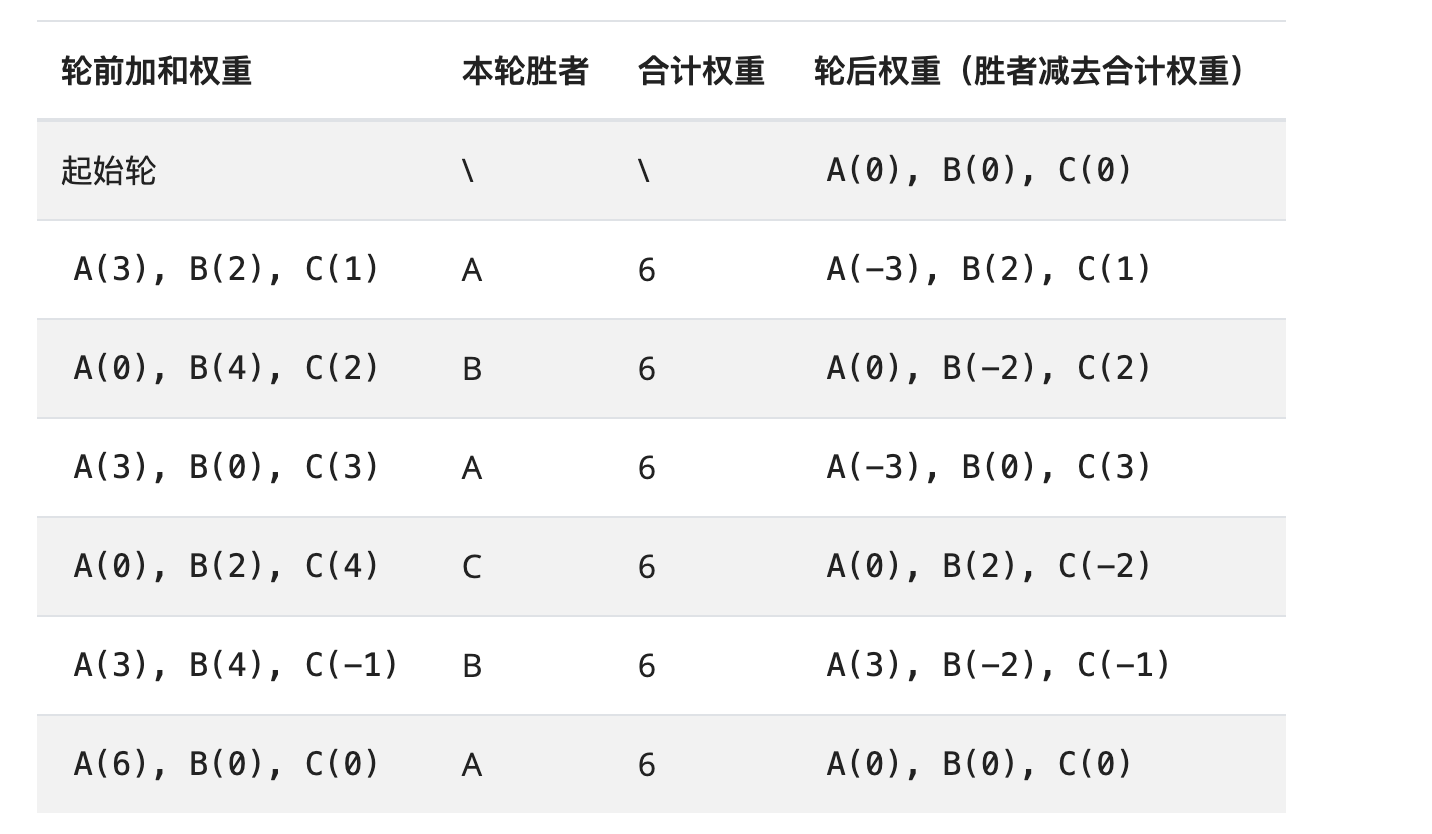 轮前加和权重 本轮胜者 合计权重 轮后权重（胜者减去合计权重）
起始轮 \ \ A(0), B(0), C(0)
A(3), B(2), C(1) A 6 A(-3), B(2), C(1)
A(0), B(4), C(2) B 6 A(0), B(-2), C(2)
A(3), B(0), C(3) A 6 A(-3), B(0), C(3)
A(0), B(2), C(4) C 6 A(0), B(2), C(-2)
A(3), B(4), C(-1) B 6 A(3), B(-2), C(-1)
A(6), B(0), C(0) A 6 A(0), B(0), C(0)